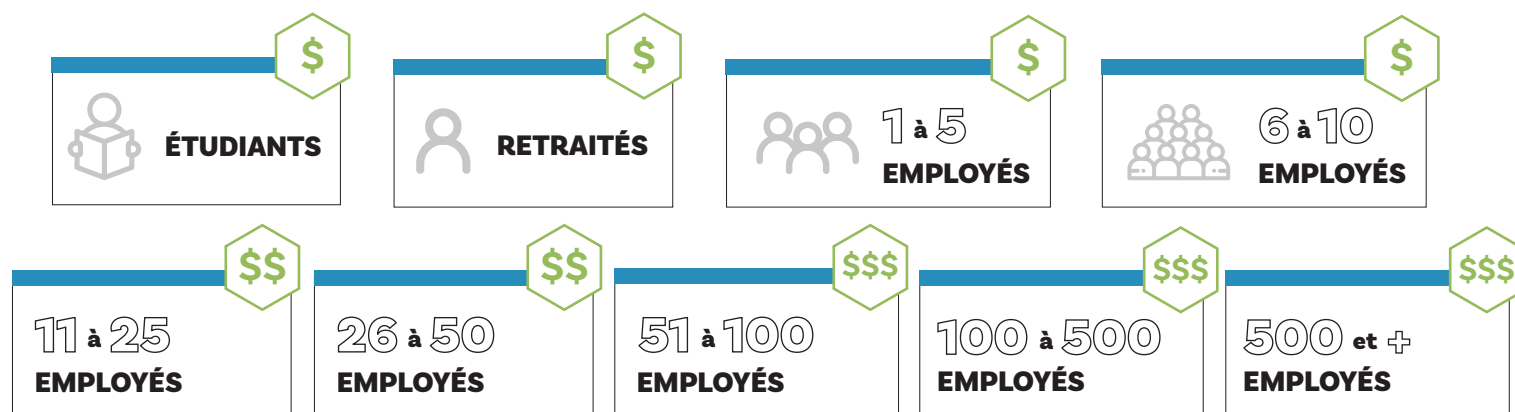 $
ÉTUDIANTS
$
RETRAITÉS
$
1 à 5
EMPLOYÉS
$
6 à 10
EMPLOYÉS
$$
11 à 25
EMPLOYÉS
$$
26 à 50
EMPLOYÉS
$$$
51 à 100
EMPLOYÉS
$$$
100 à 500
EMPLOYÉS
$$$
500 et +
EMPLOYÉS